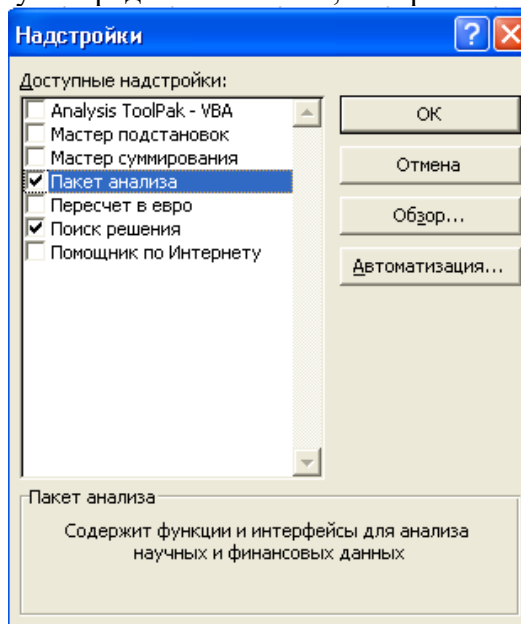 Надстройки
Доступные надстройки:
Analysis ToolPak - VBA
Мастер подстановок
Мастер суммирования
Пакет анализа
Пересчет в евро
Поиск решения
Помощник по Интернету
ОК
Отмена
Обзор...
Автоматизация...
Пакет анализа
Содержит функции и интерфейсы для анализа
научных и финансовых данных